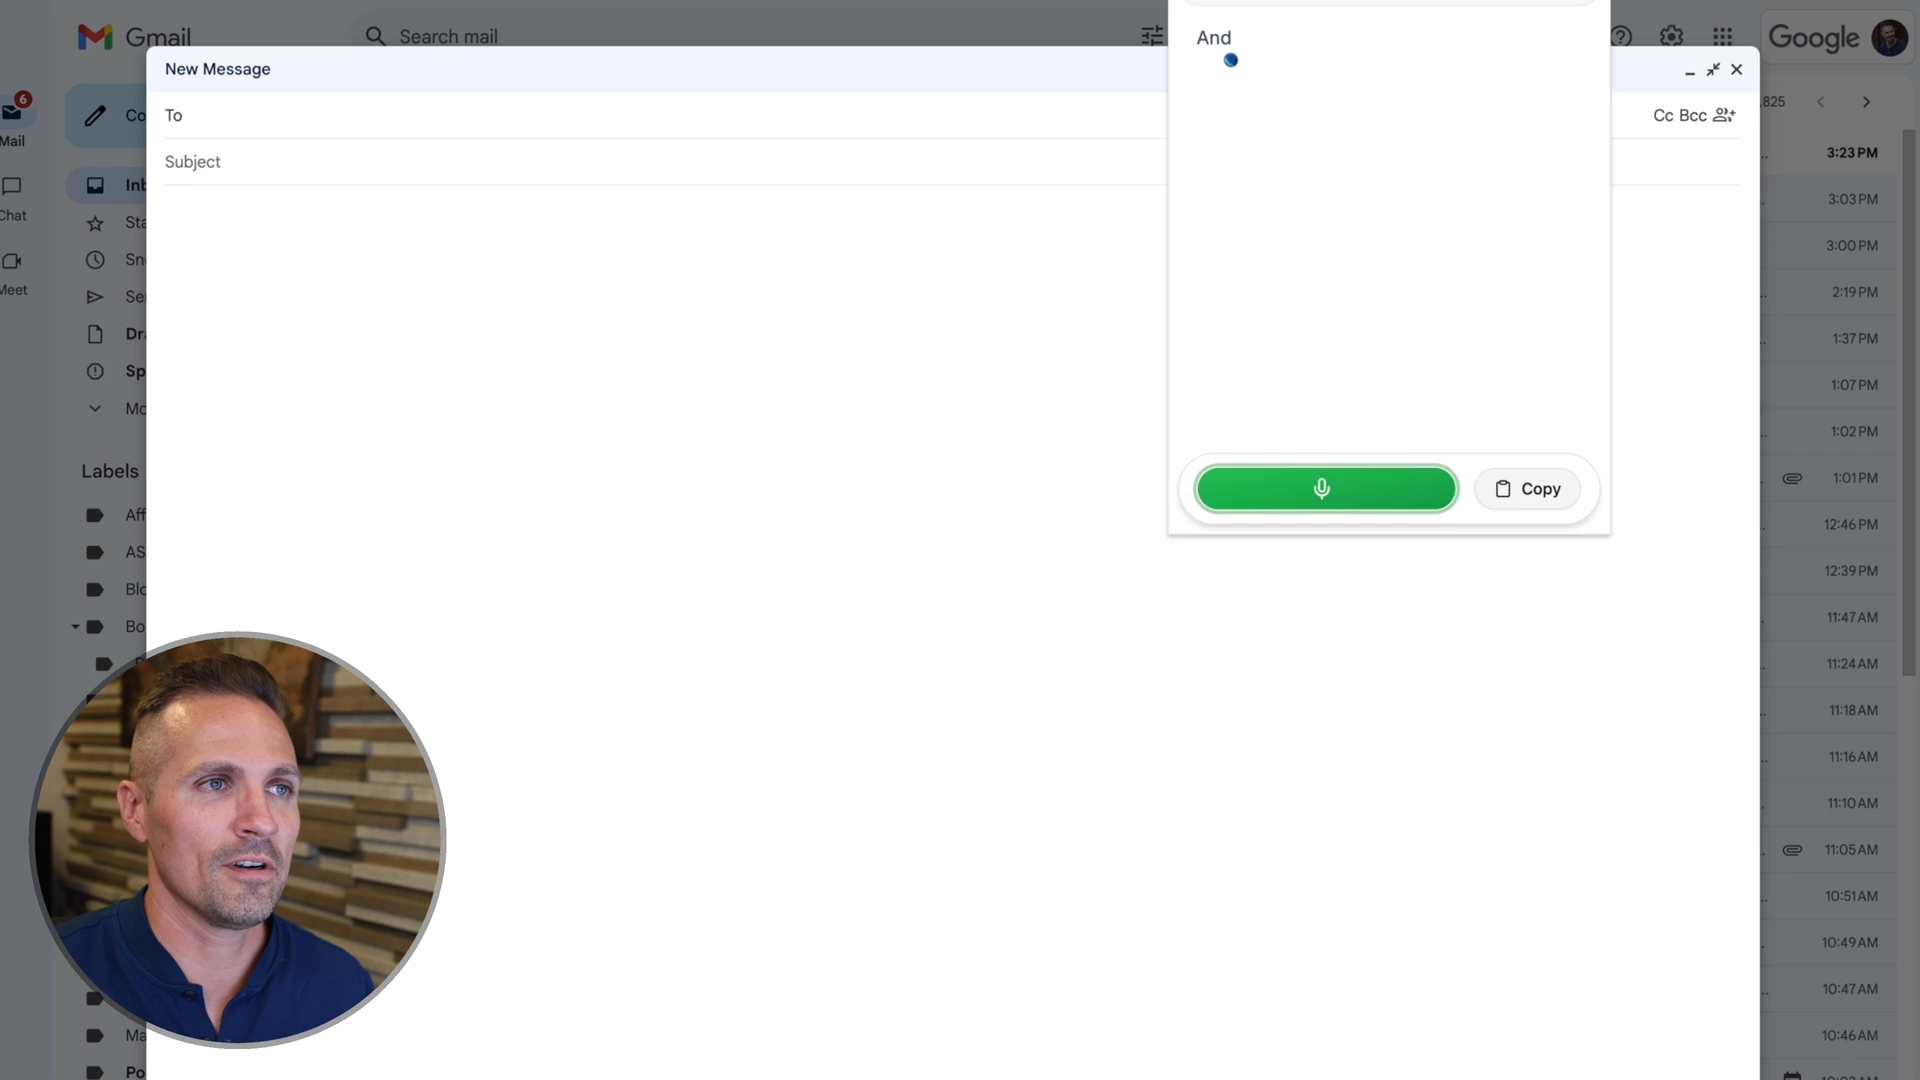 Gmail
Search mail
And
Google
New Message
6
Co
To
Cc Bcc
825
Mail
3:23 PM
Subject
Inb
3:03 PM
Chat
Sta
3:00 PM
Sno
Meet
Sen
2:19 PM
Dra
1:37 PM
Sp
1:07 PM
Mo
1:02 PM
Labels
1:01 PM
Copy
Aff
12:46 PM
AS
12:39 PM
Blo
11:47 AM
Bo
11:24 AM
11:18 AM
11:16 AM
11:10 AM
11:05 AM
10:51 AM
10:49 AM
10:47 AM
Ma
10:46 AM
Po